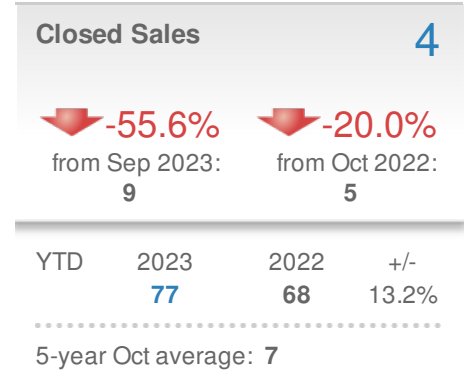 Closed Sales 4
-55.6% -20.0%
from Sep 2023: from Oct 2022:
9 5
YTD 2023 2022 +/-
77 68 13.2%
5-year Oct average: 7